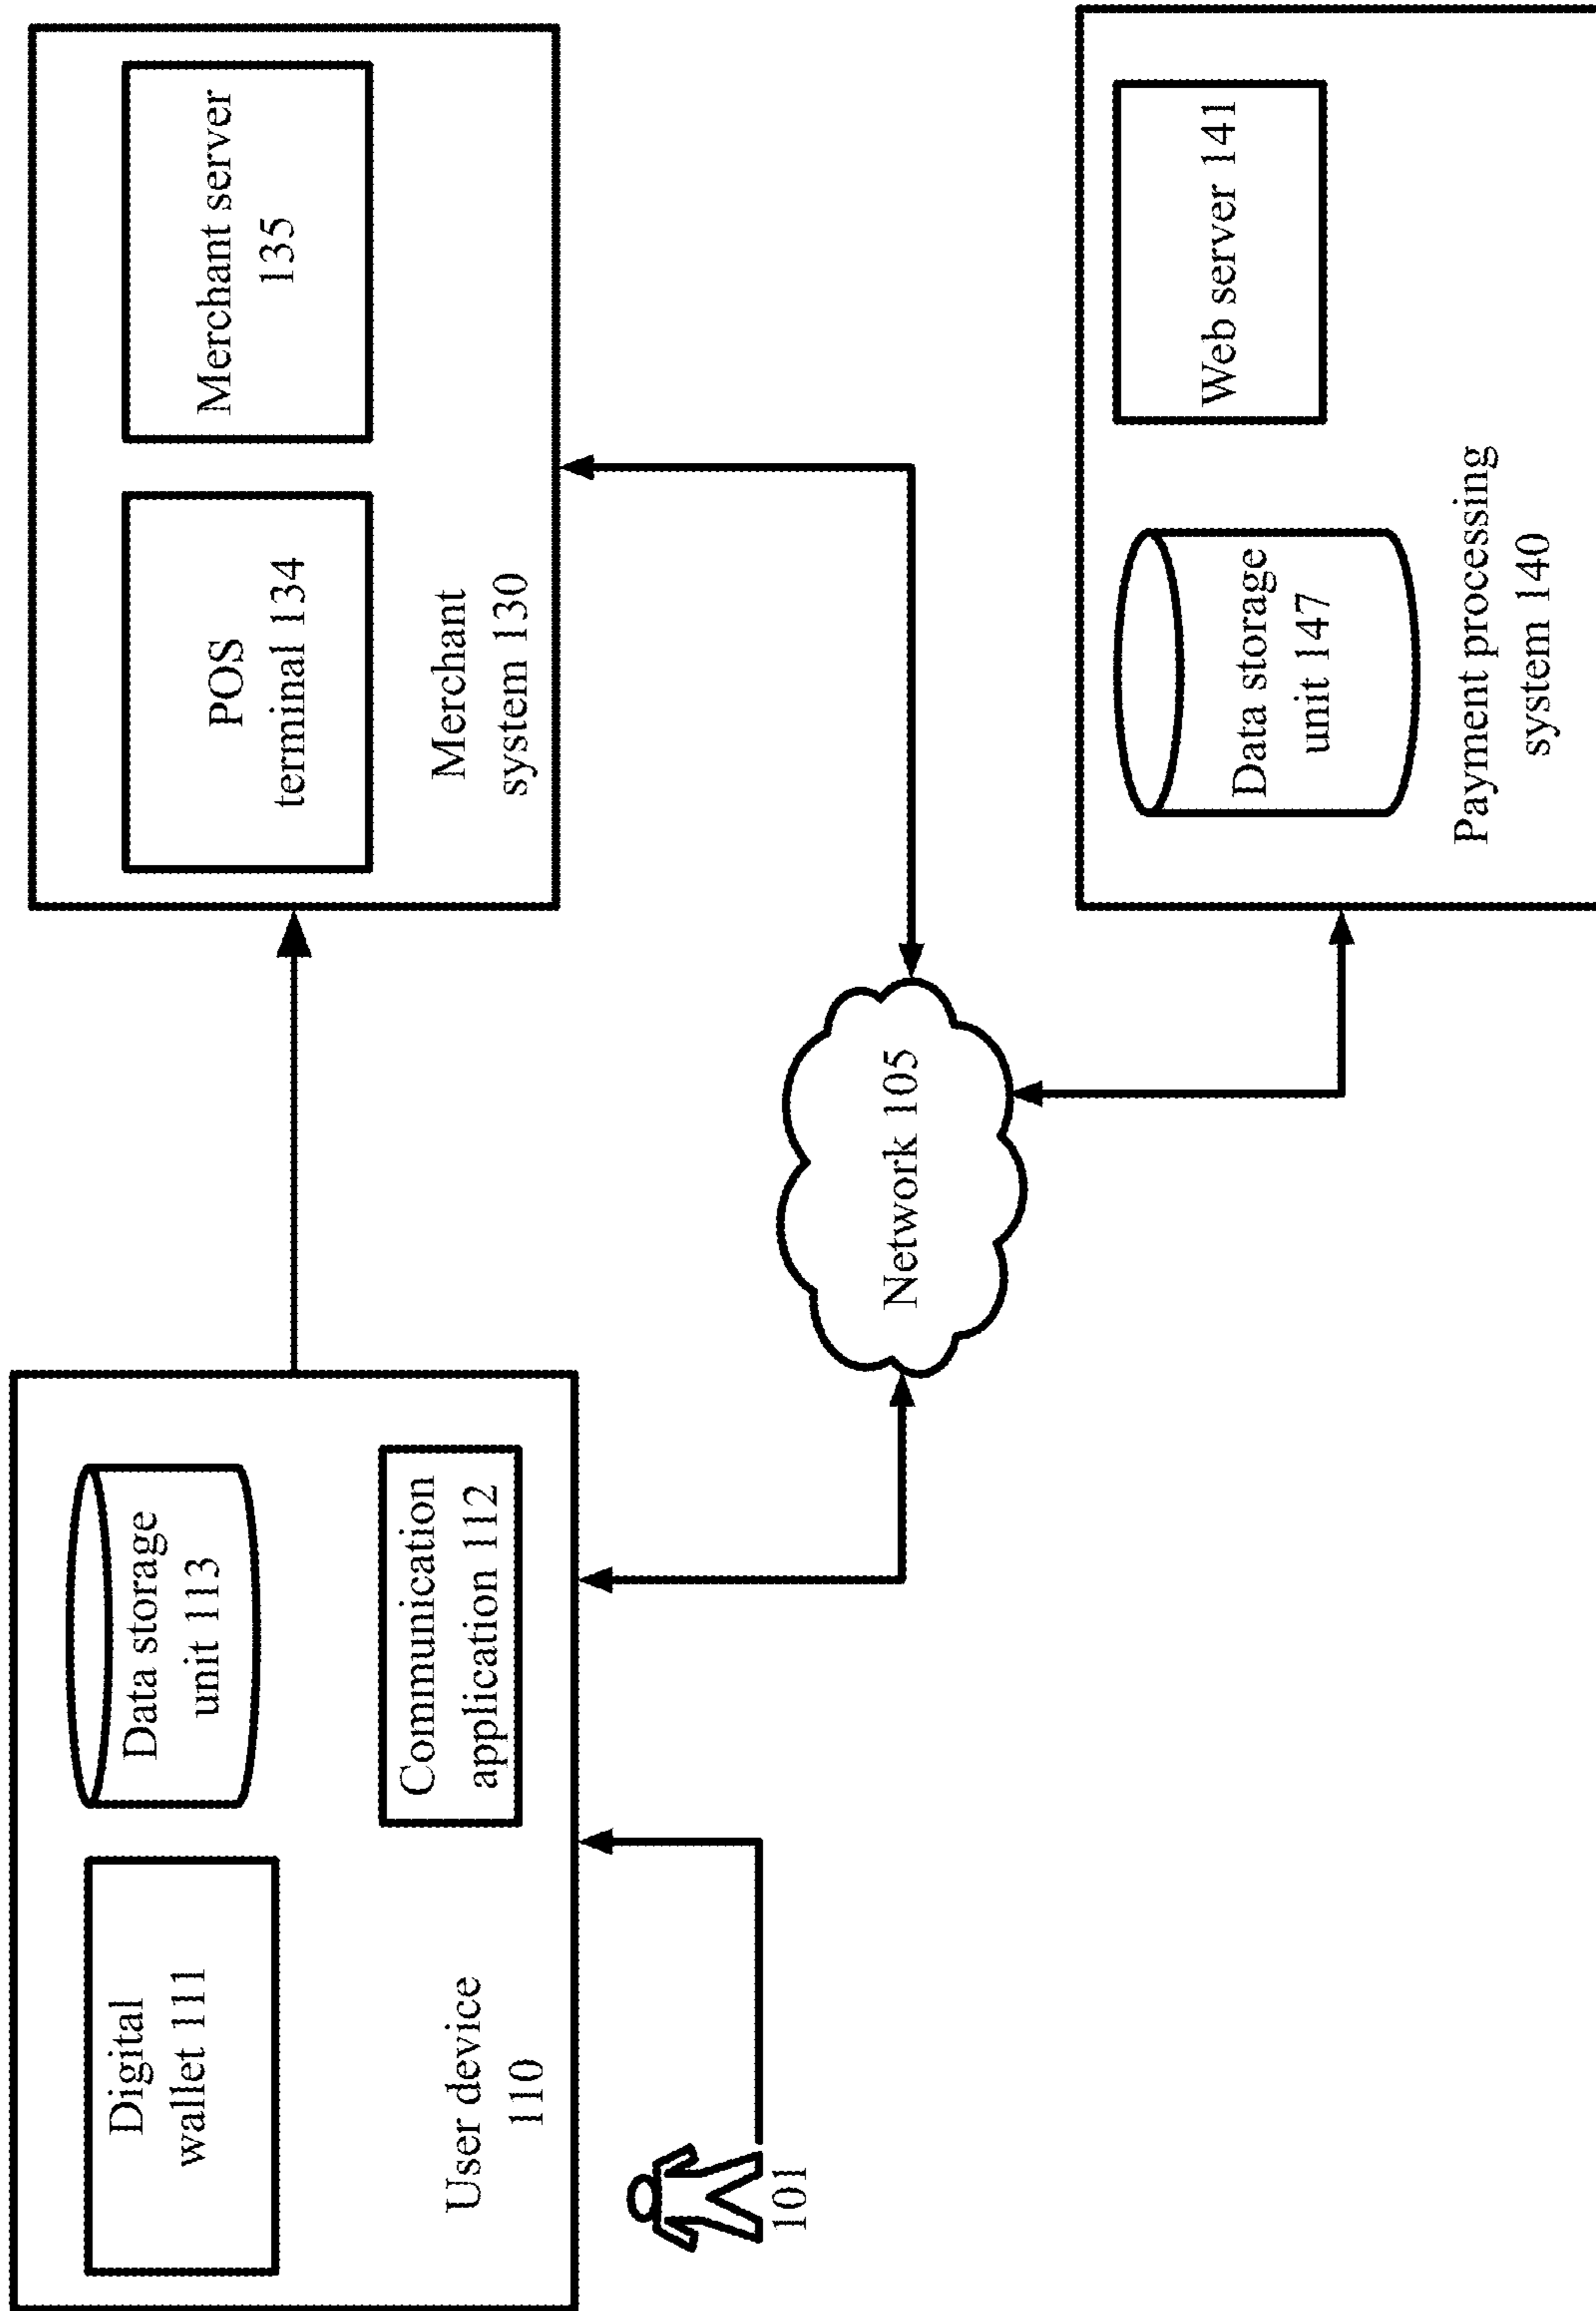 Digital
wallet 111
Data storage
unit 113
Communication
application 112
User device
110
101
POS
terminal 134
Merchant server
135
Merchant
system 130
Network 105
Data storage
unit 147
Web server 141
Payment processing
system 140